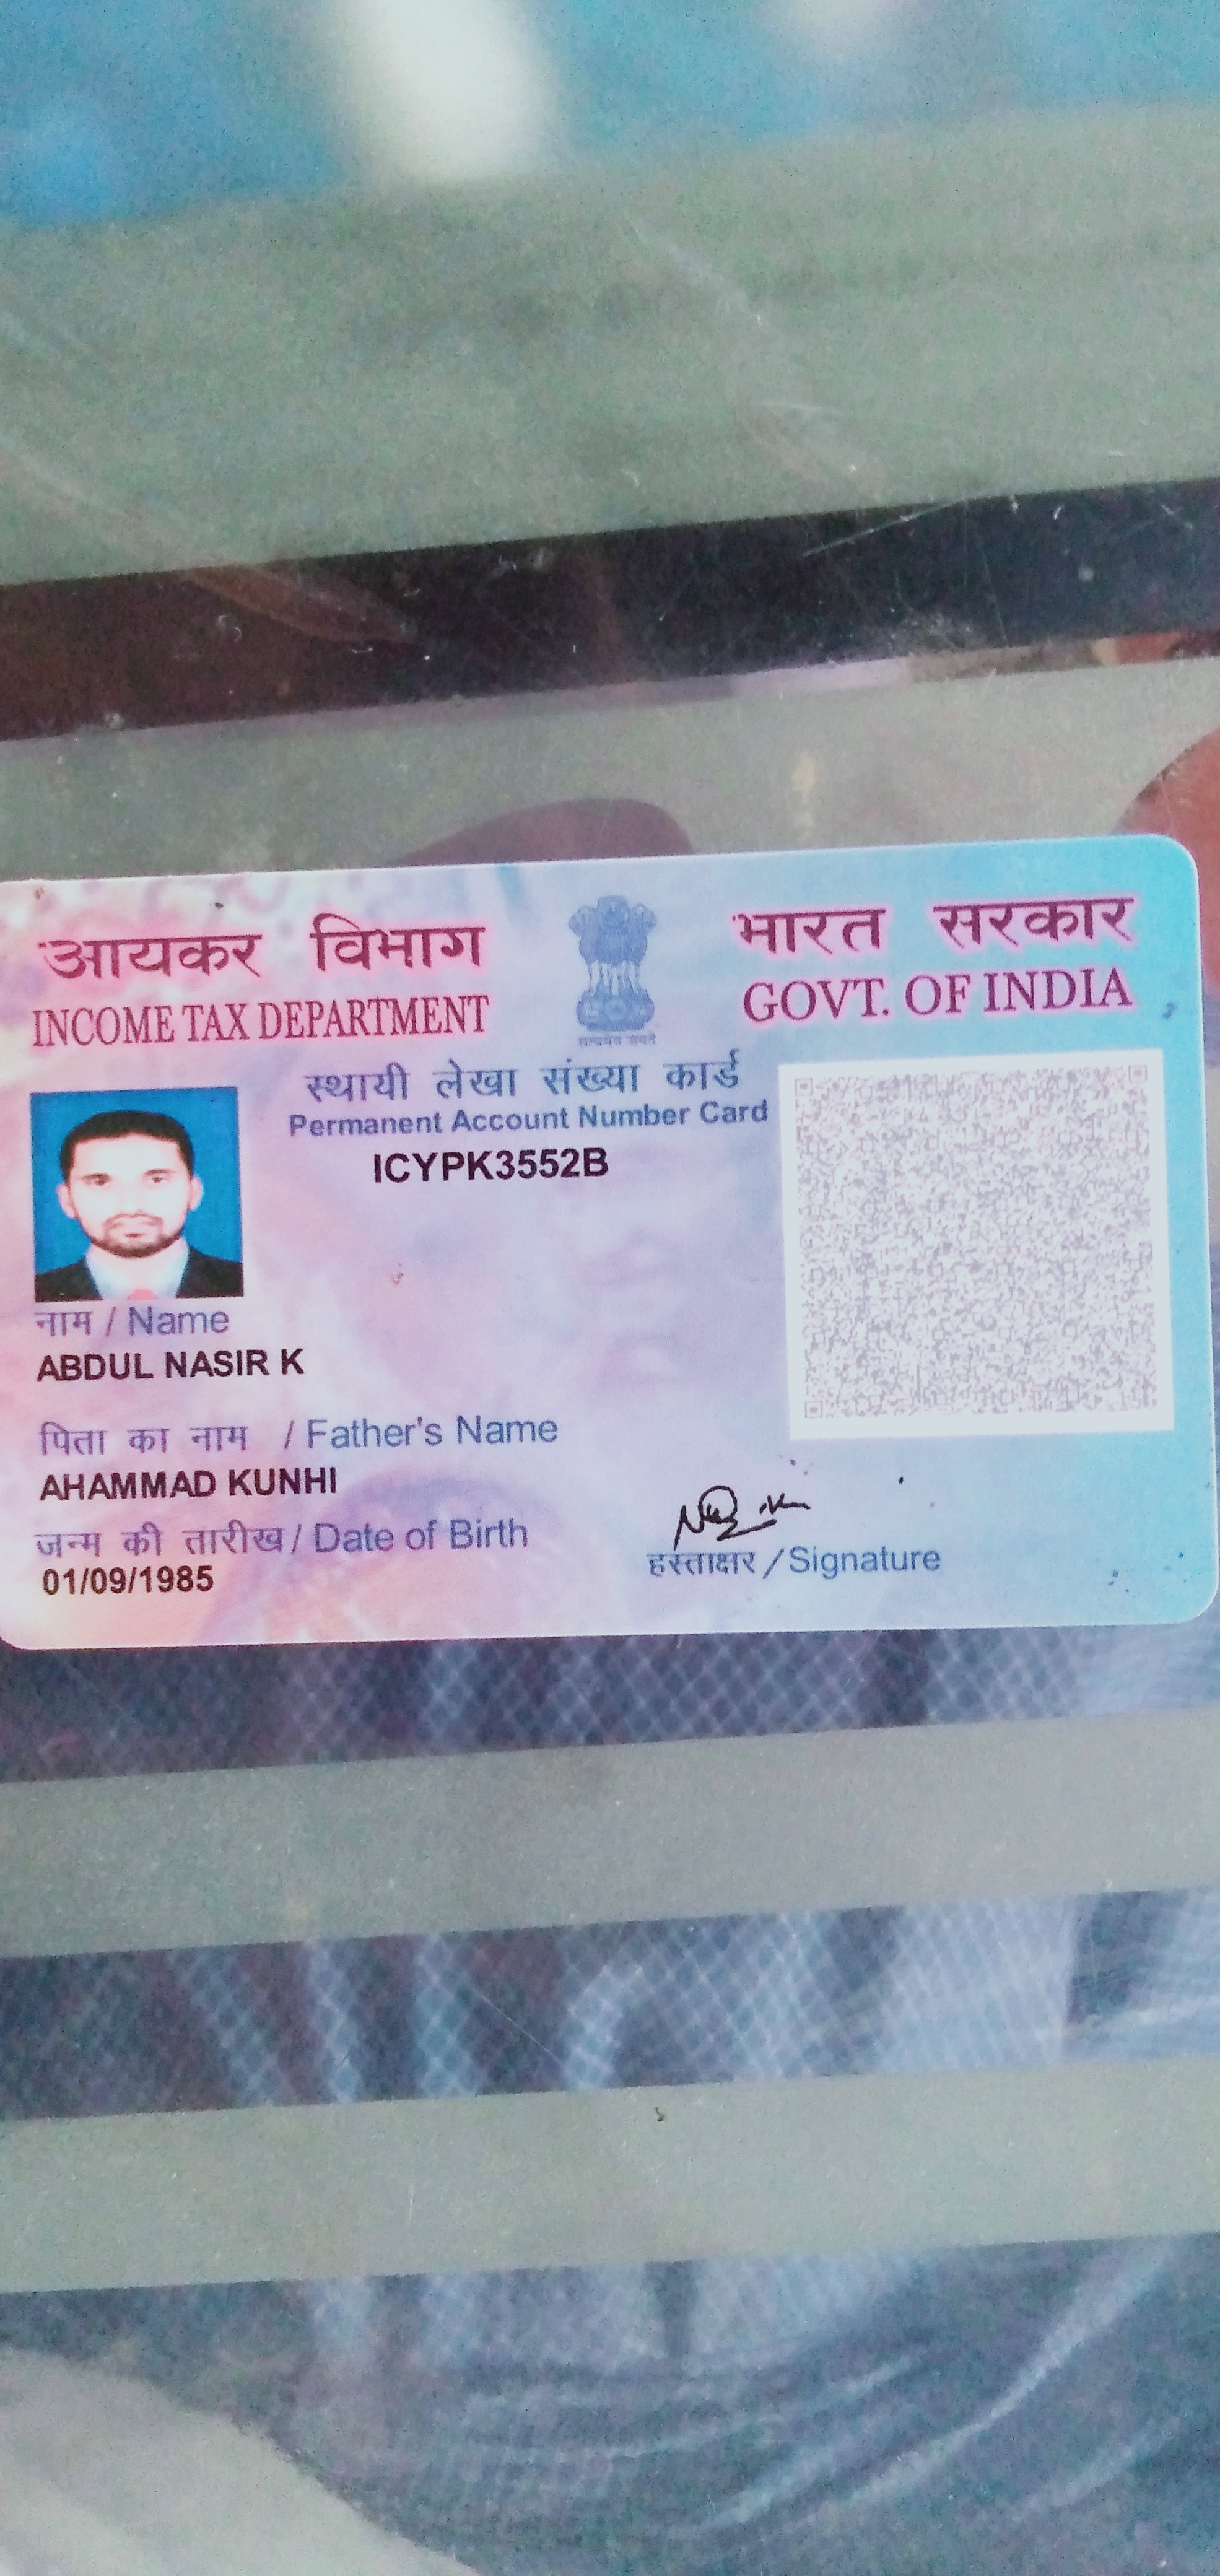 आयकर विभाग
INCOME TAX DEPARTMENT
सत्यमेव जयते
भारत सरकार
GOVT. OF INDIA
स्थायी लेखा संख्या कार्ड
Permanent Account Number Card
ICYPK3552B
नाम / Name
ABDUL NASIR K
पिता का नाम / Father's Name
AHAMMAD KUNHI
जन्म की तारीख / Date of Birth
01/09/1985
हस्ताक्षर / Signature